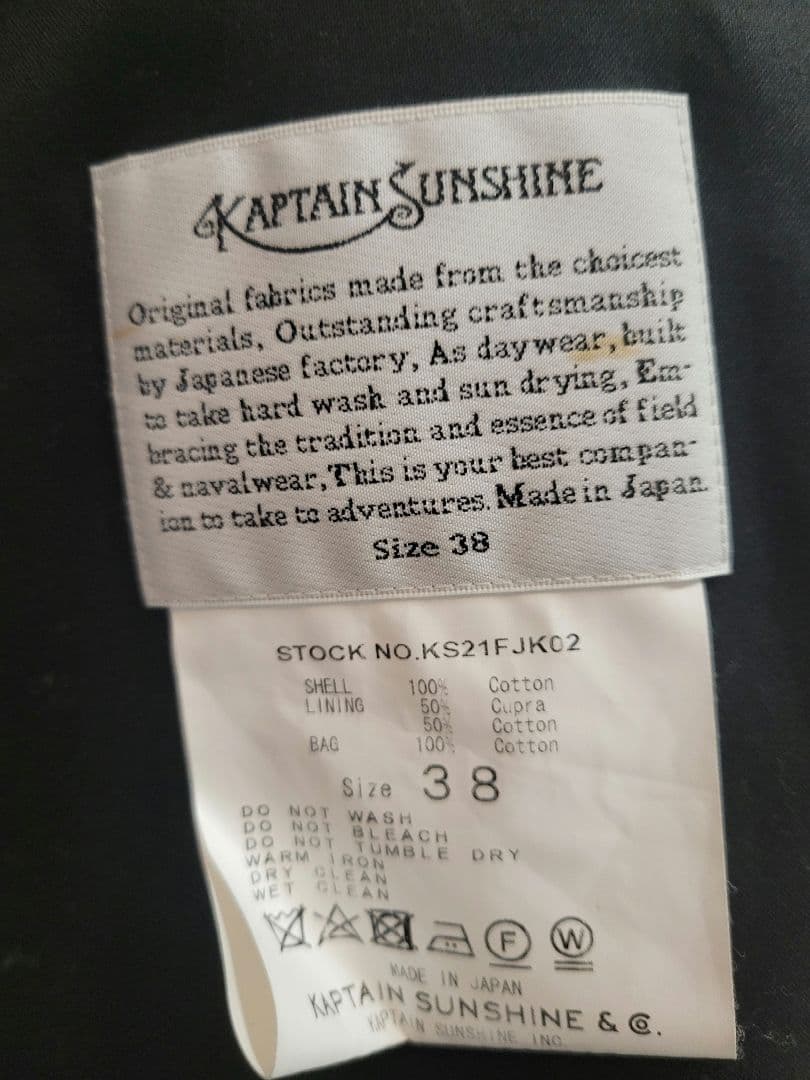 KAPTAIN SUNSHINE
Original fabrics made from the choicest
materials, Outstanding craftsmanship
by Japanese factory, As daywear, built
to take hard wash and sun drying, Em-
bracing the tradition and essence of field
& navalwear, This is your best compan-
ion to take to adventures. Made in Japan.
Size 38
STOCK NO.KS21FJK02
SHELL 100% Cotton
LINING 50% Cupra
50% Cotton
BAG 100% Cotton
Size 38
DO NOT WASH
DO NOT BLEACH
DO NOT TUMBLE DRY
WARM IRON
DRY CLEAN
WET CLEAN
F W
MADE IN JAPAN
KAPTAIN SUNSHINE & C.
KAPTAIN SUNSHINE INC.